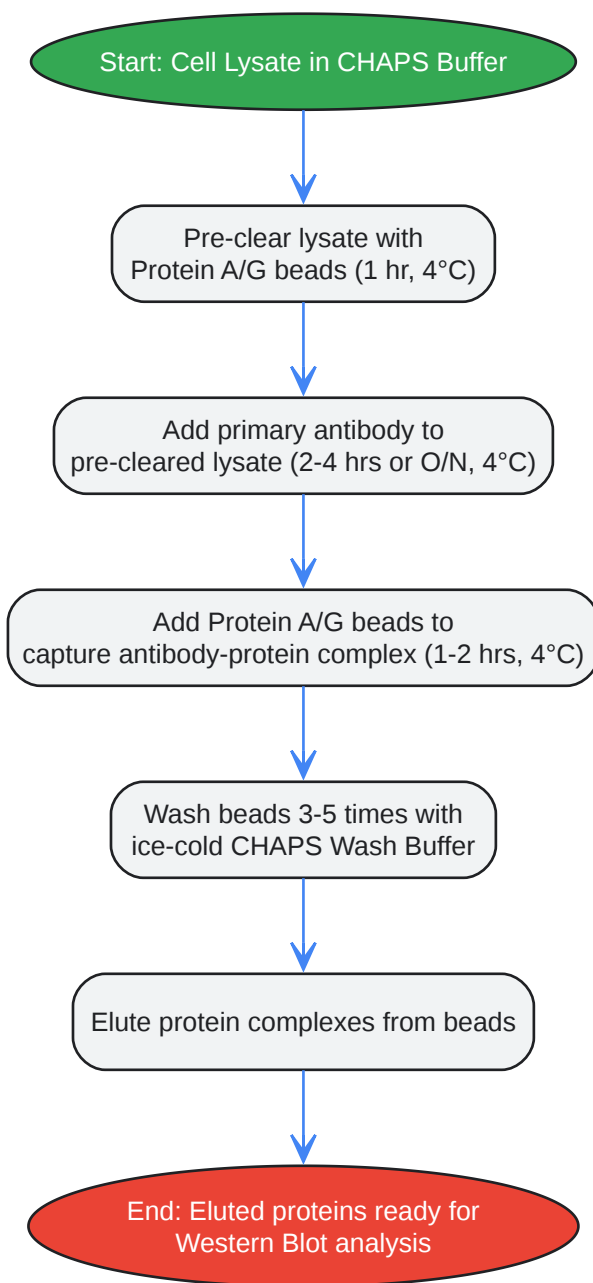 Start: Cell Lysate in CHAPS Buffer
Pre-clear lysate with
Protein A/G beads (1 hr, 4°C)
Add primary antibody to
pre-cleared lysate (2-4 hrs or O/N, 4°C)
Add Protein A/G beads to
capture antibody-protein complex (1-2 hrs, 4°C)
Wash beads 3-5 times with
ice-cold CHAPS Wash Buffer
Elute protein complexes from beads
End: Eluted proteins ready for
Western Blot analysis